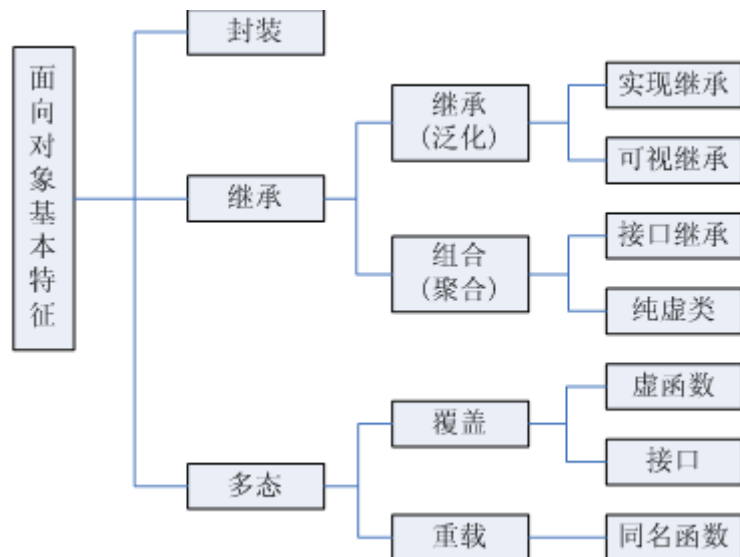 面向对象基本特征
封装
继承
继承
(泛化)
实现继承
可视继承
组合
(聚合)
接口继承
纯虚类
多态
覆盖
虚函数
接口
重载
同名函数